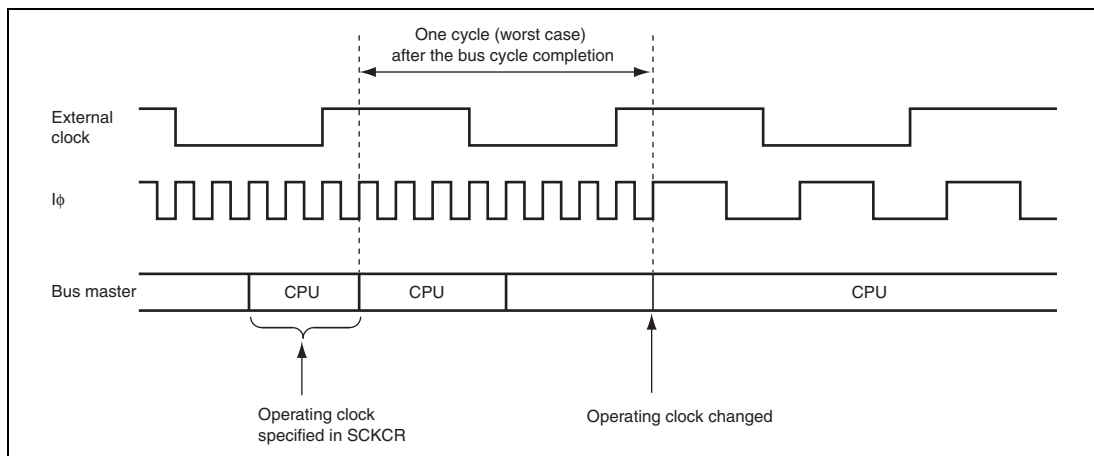 One cycle (worst case)
after the bus cycle completion
External
clock
Iϕ
Bus master
CPU
CPU
CPU
Operating clock
specified in SCKCR
Operating clock changed